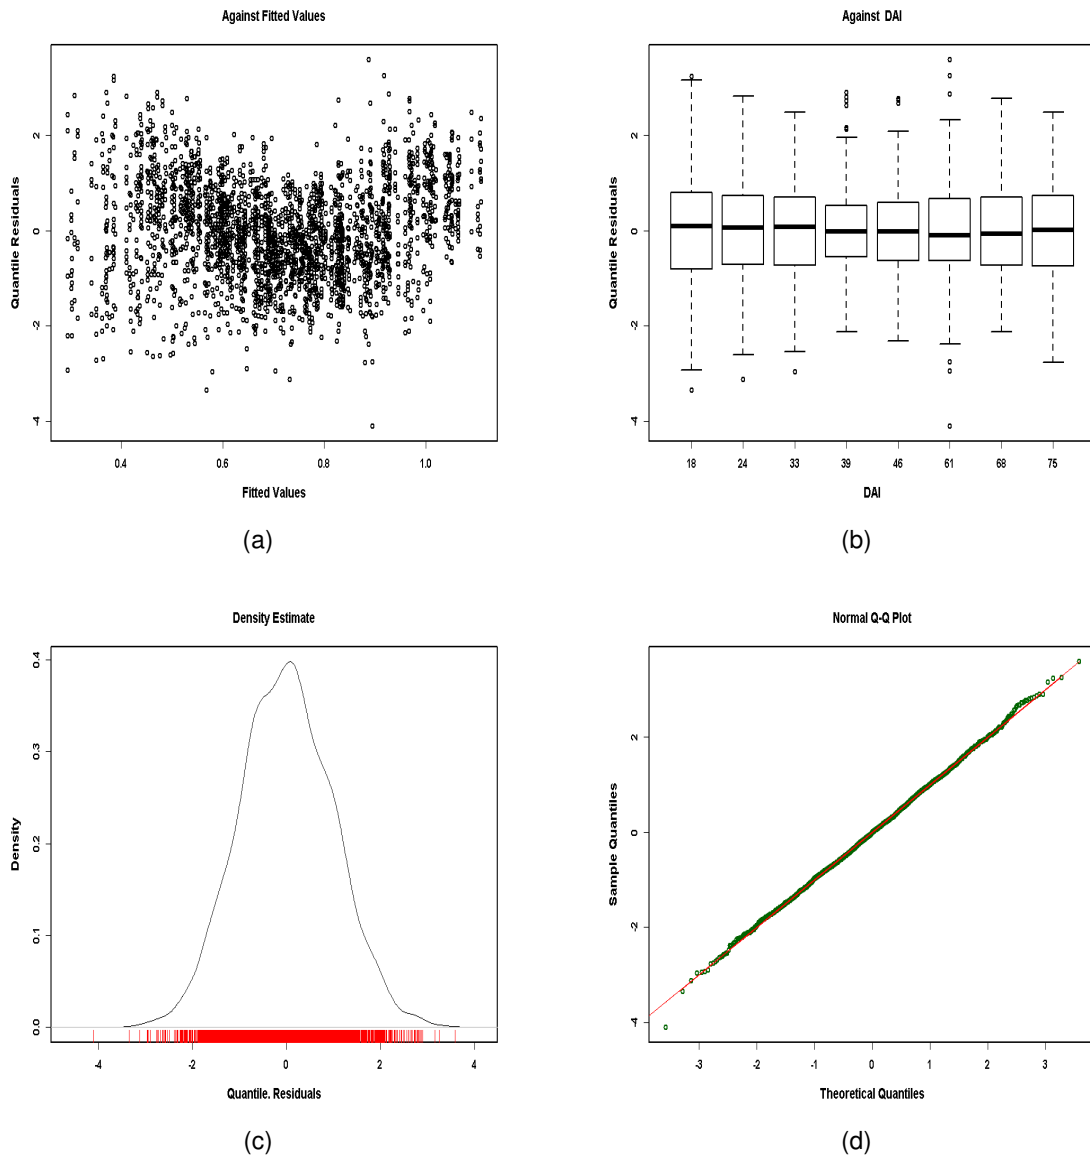 Against Fitted Values
Quantile Residuals
2
0
-2
-4
0.4 0.6 0.8 1.0
Fitted Values
(a)
Against DAI
Quantile Residuals
2
0
-2
-4
18 24 33 39 46 61 68 75
DAI
(b)
Density Estimate
Density
0.4
0.3
0.2
0.1
0.0
-4 -2 0 2 4
Quantile. Residuals
(c)
Normal Q-Q Plot
Sample Quantiles
2
0
-2
-4
-3 -2 -1 0 1 2 3
Theoretical Quantiles
(d)